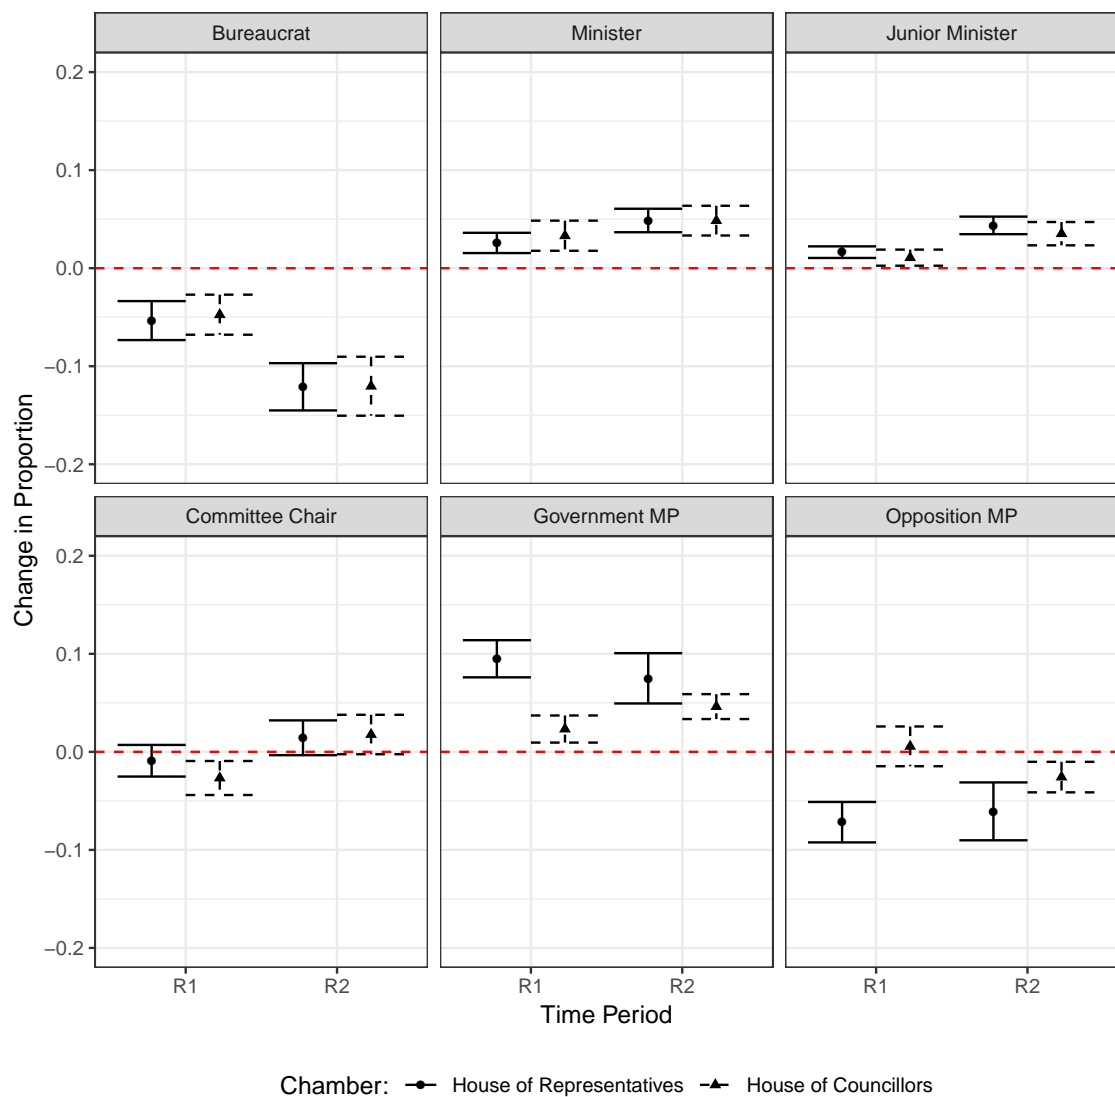 Bureaucrat
Minister
Junior Minister
0.2
0.1
0.0
−0.1
−0.2
Committee Chair
Government MP
Opposition MP
0.2
0.1
0.0
−0.1
−0.2
Change in Proportion
R1
R2
R1
R2
R1
R2
Time Period
Chamber:
House of Representatives
House of Councillors